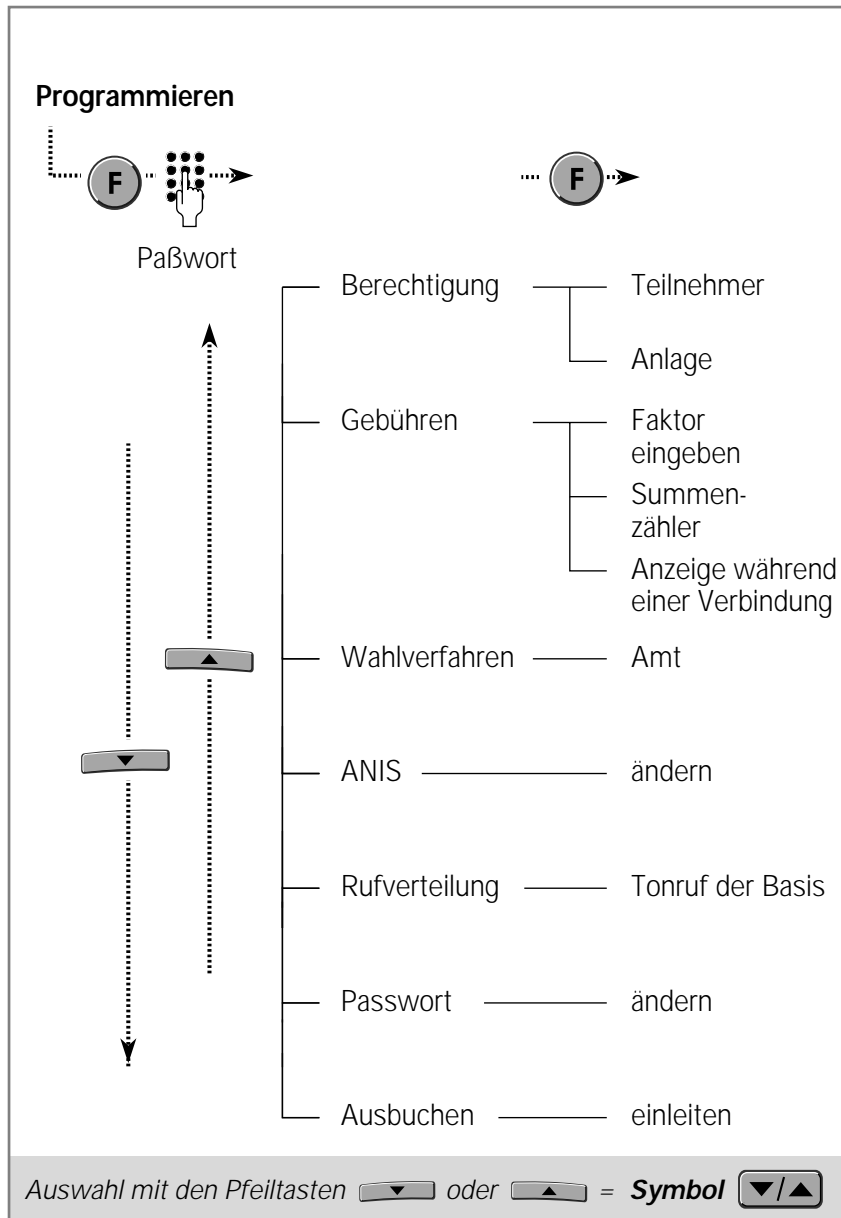 Programmieren
F F
Paßwort
Berechtigung Teilnehmer
Anlage
Gebühren Faktor
eingeben
Summen-
zähler
Anzeige während
einer Verbindung
Wahlverfahren Amt
ANIS ändern
Rufverteilung Tonruf der Basis
Passwort ändern
Ausbuchen einleiten
Auswahl mit den Pfeiltasten ▼ oder ▲ = Symbol ▼/▲